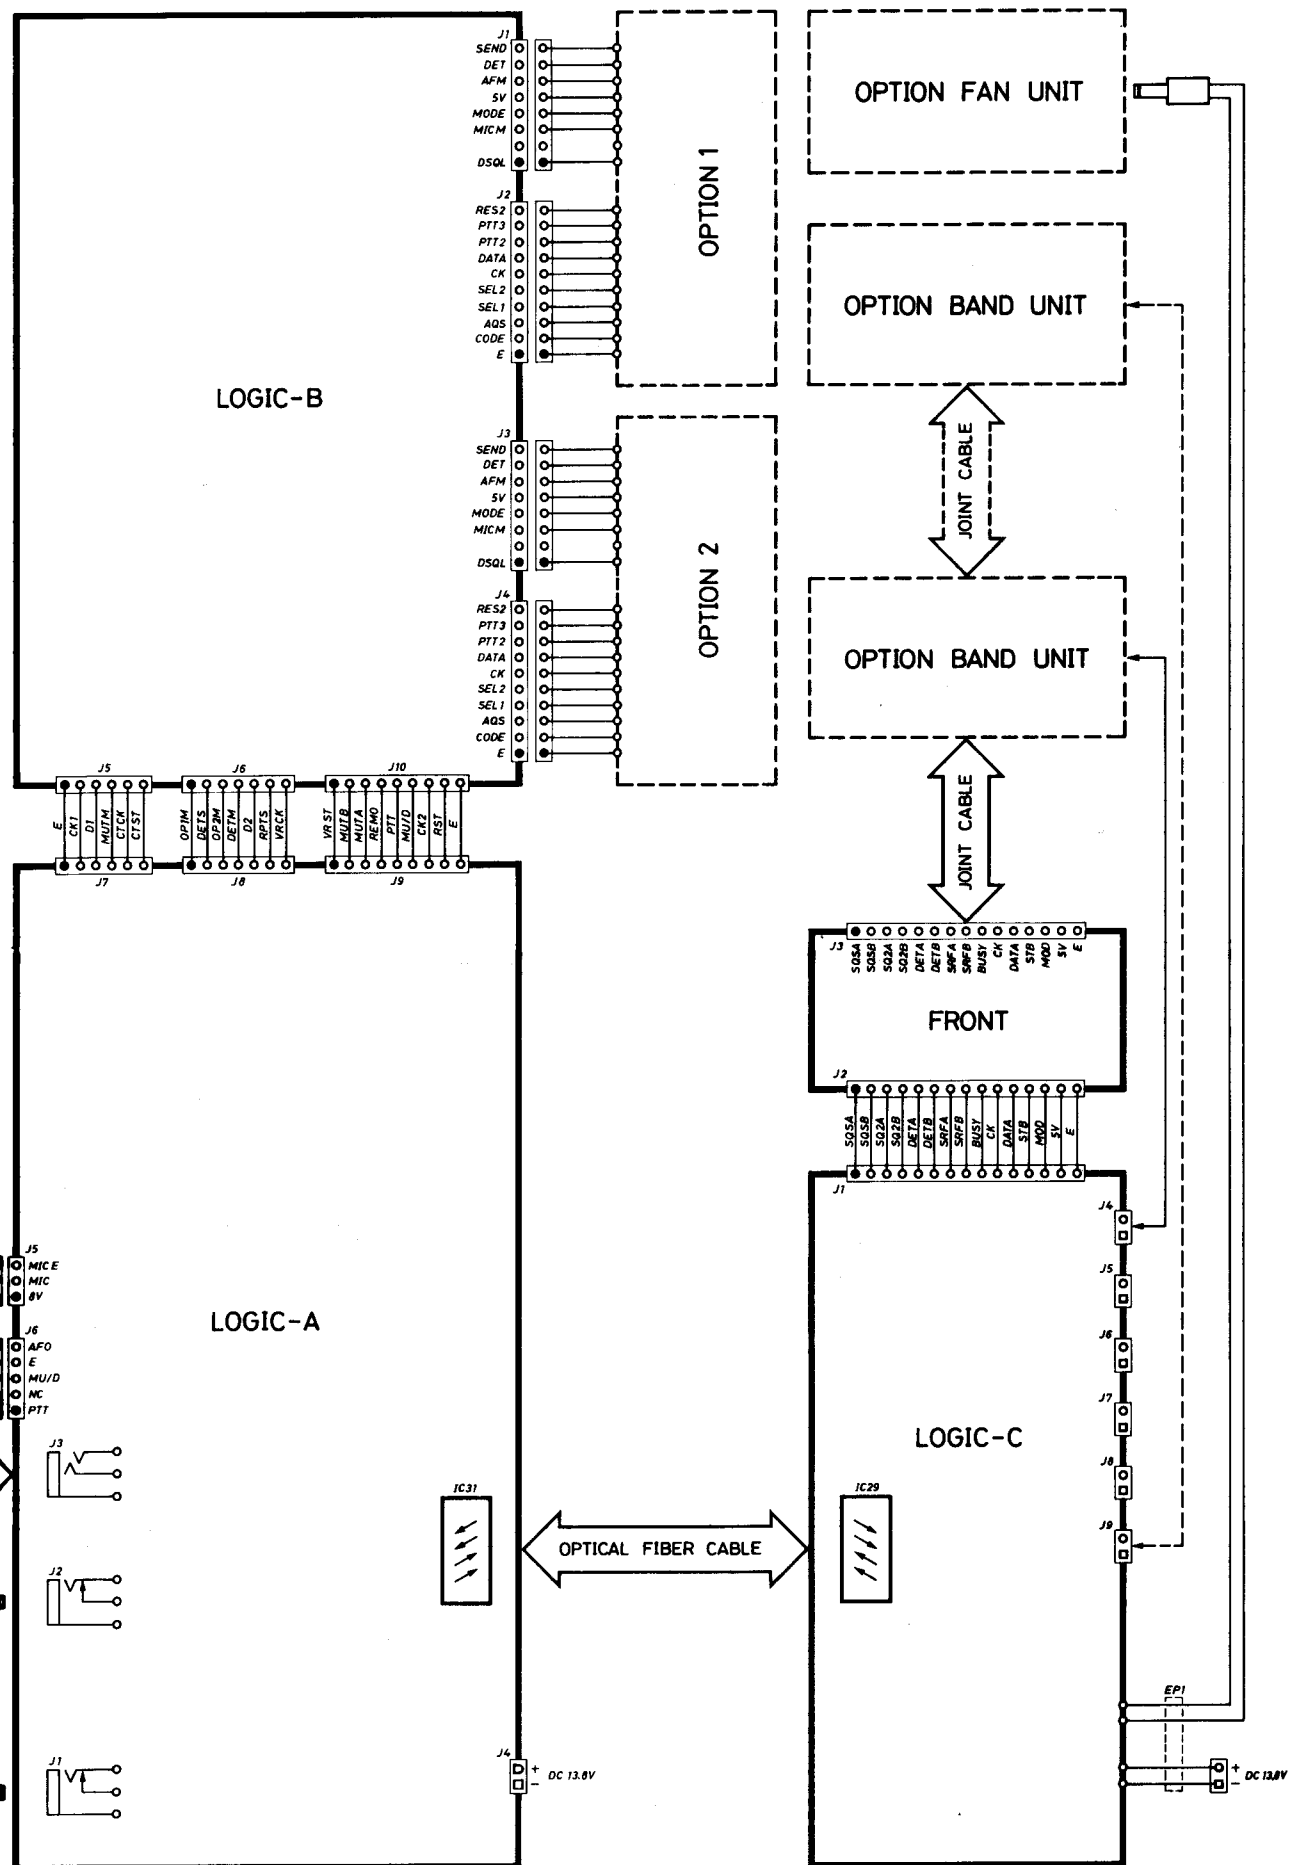 J1
SEND
DET
AFM
5V
MODE
MICM
DSQL
J2
RES2
PTT3
PTT2
DATA
CK
SEL2
SEL1
AQS
CODE
E
LOGIC-B
J3
SEND
DET
AFM
5V
MODE
MICM
DSQL
J4
RES2
PTT3
PTT2
DATA
CK
SEL2
SEL1
AQS
CODE
E
OPTION 1
OPTION 2
OPTION FAN UNIT
OPTION BAND UNIT
JOINT CABLE
OPTION BAND UNIT
JOINT CABLE
J5
J6
J10
E
CK1
D1
MUTM
CTCK
CTST
OP1M
DETS
OP2M
DETM
D2
RPTS
VRCK
VRST
MUTB
MUTA
REMO
PTT
MU/D
CK2
RST
E
J7
J8
J9
J3
SQSA
SQSB
SQ2A
SQ2B
DETA
DETB
SRFA
SRFB
BUSY
CK
DATA
STB
MOD
5V
E
FRONT
J2
SQSA
SQSB
SQ2A
SQ2B
DETA
DETB
SRFA
SRFB
BUSY
CK
DATA
STB
MOD
5V
E
J1
J5
MICE
MIC
8V
J6
AFO
E
MU/D
NC
PTT
LOGIC-A
J3
J2
J1
IC31
OPTICAL FIBER CABLE
IC29
LOGIC-C
J4
J5
J6
J7
J8
J9
EP1
J4
+
−
DC 13.8V
+
−
DC 13.8V